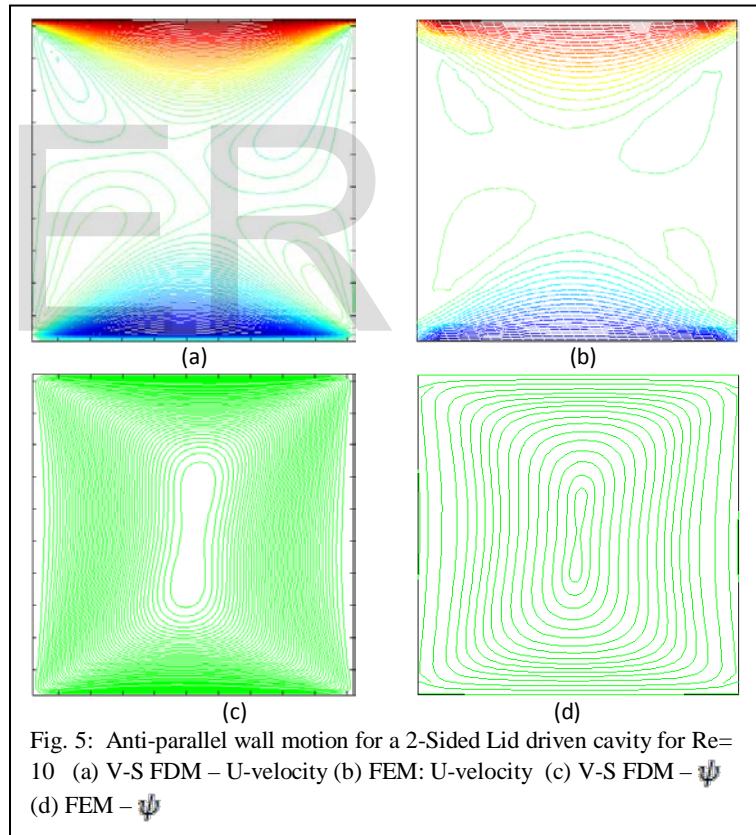 ER
(a)
(b)
(c)
(d)
Fig. 5: Anti-parallel wall motion for a 2-Sided Lid driven cavity for Re=
10 (a) V-S FDM – U-velocity (b) FEM: U-velocity (c) V-S FDM – ψ
(d) FEM – ψ